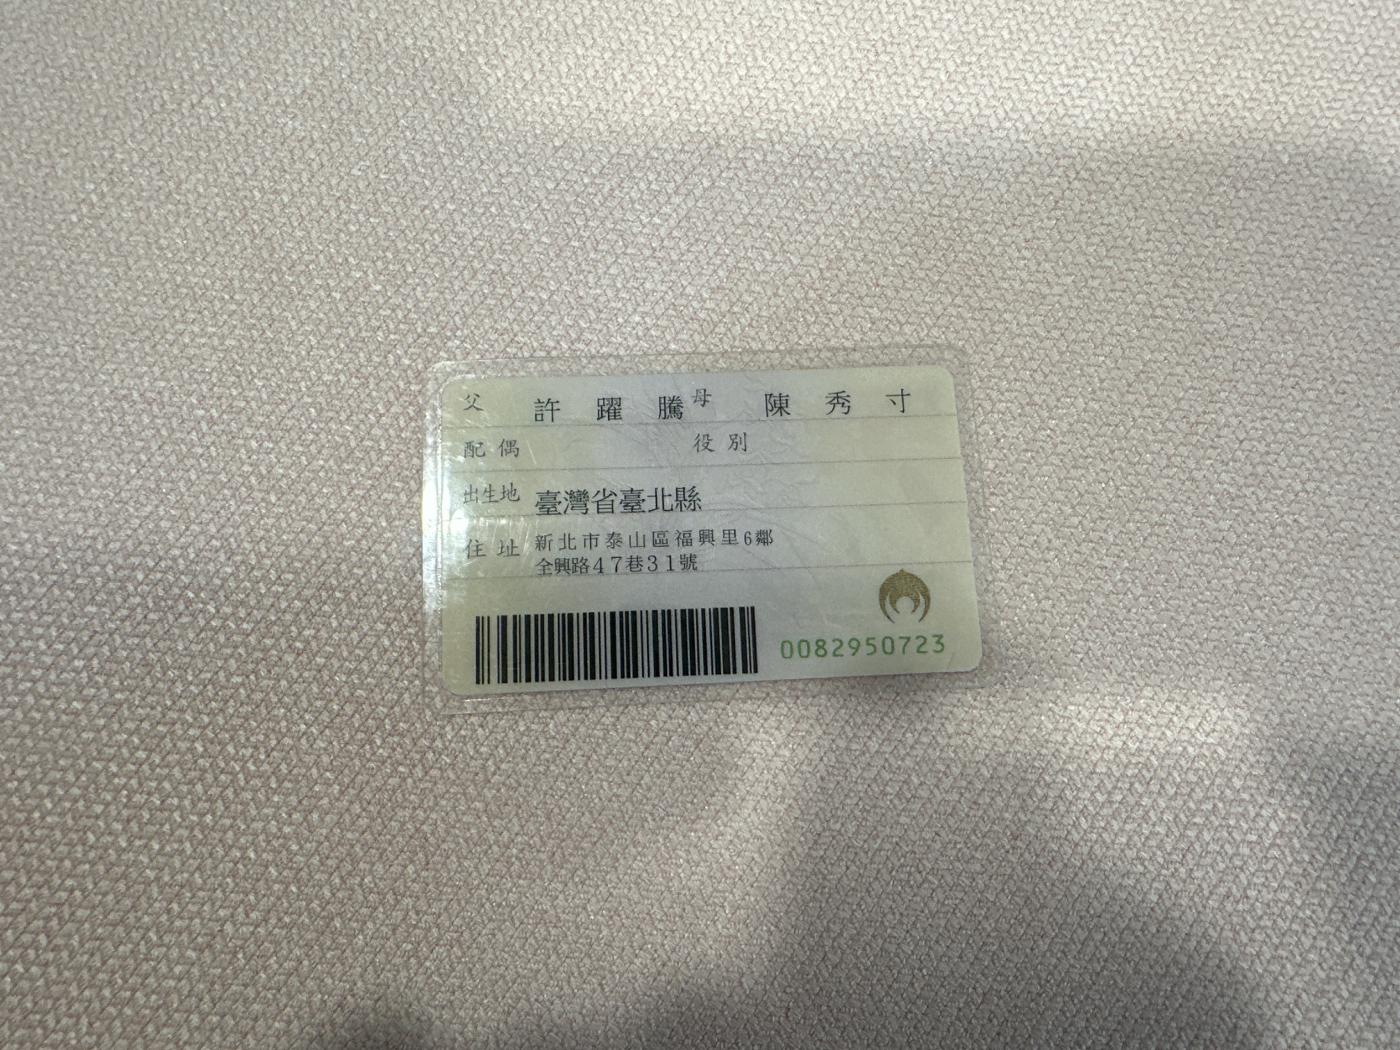 父 許躍騰 母 陳秀寸
配偶 役別
出生地 臺灣省臺北縣
住址 新北市泰山區福興里6鄰
全興路47巷31號
0082950723